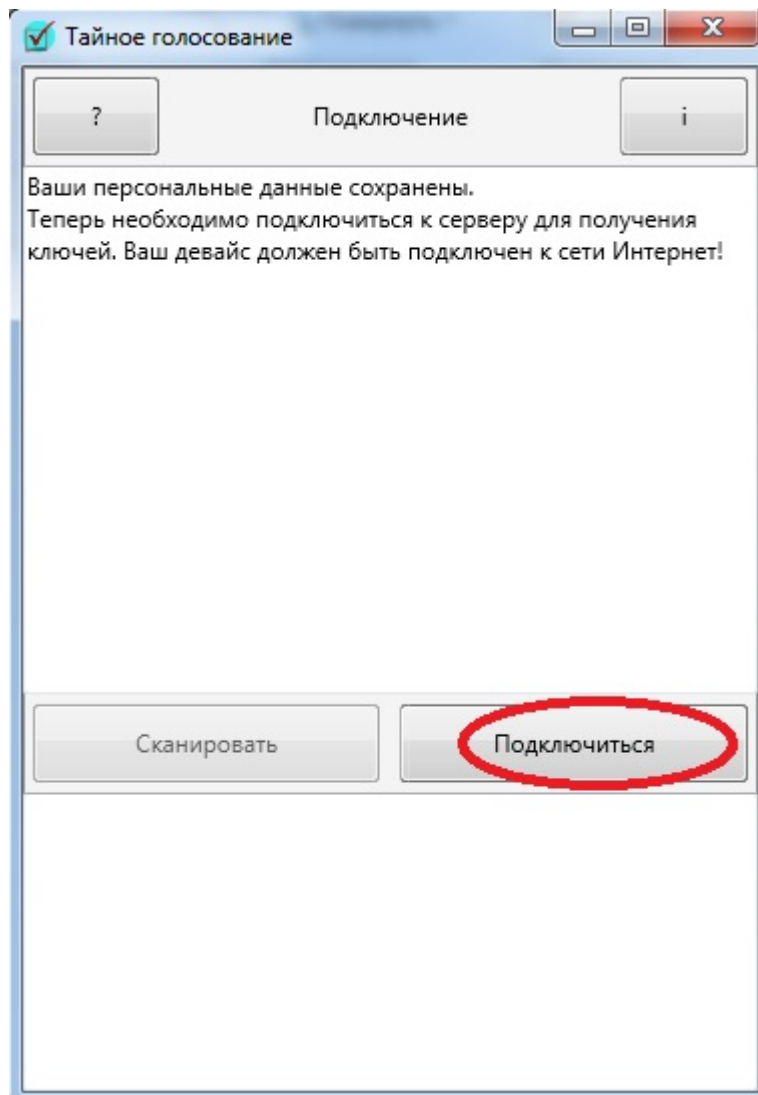 Тайное голосование
? Подключение i
Ваши персональные данные сохранены.
Теперь необходимо подключиться к серверу для получения
ключей. Ваш девайс должен быть подключен к сети Интернет!
Сканировать Подключиться